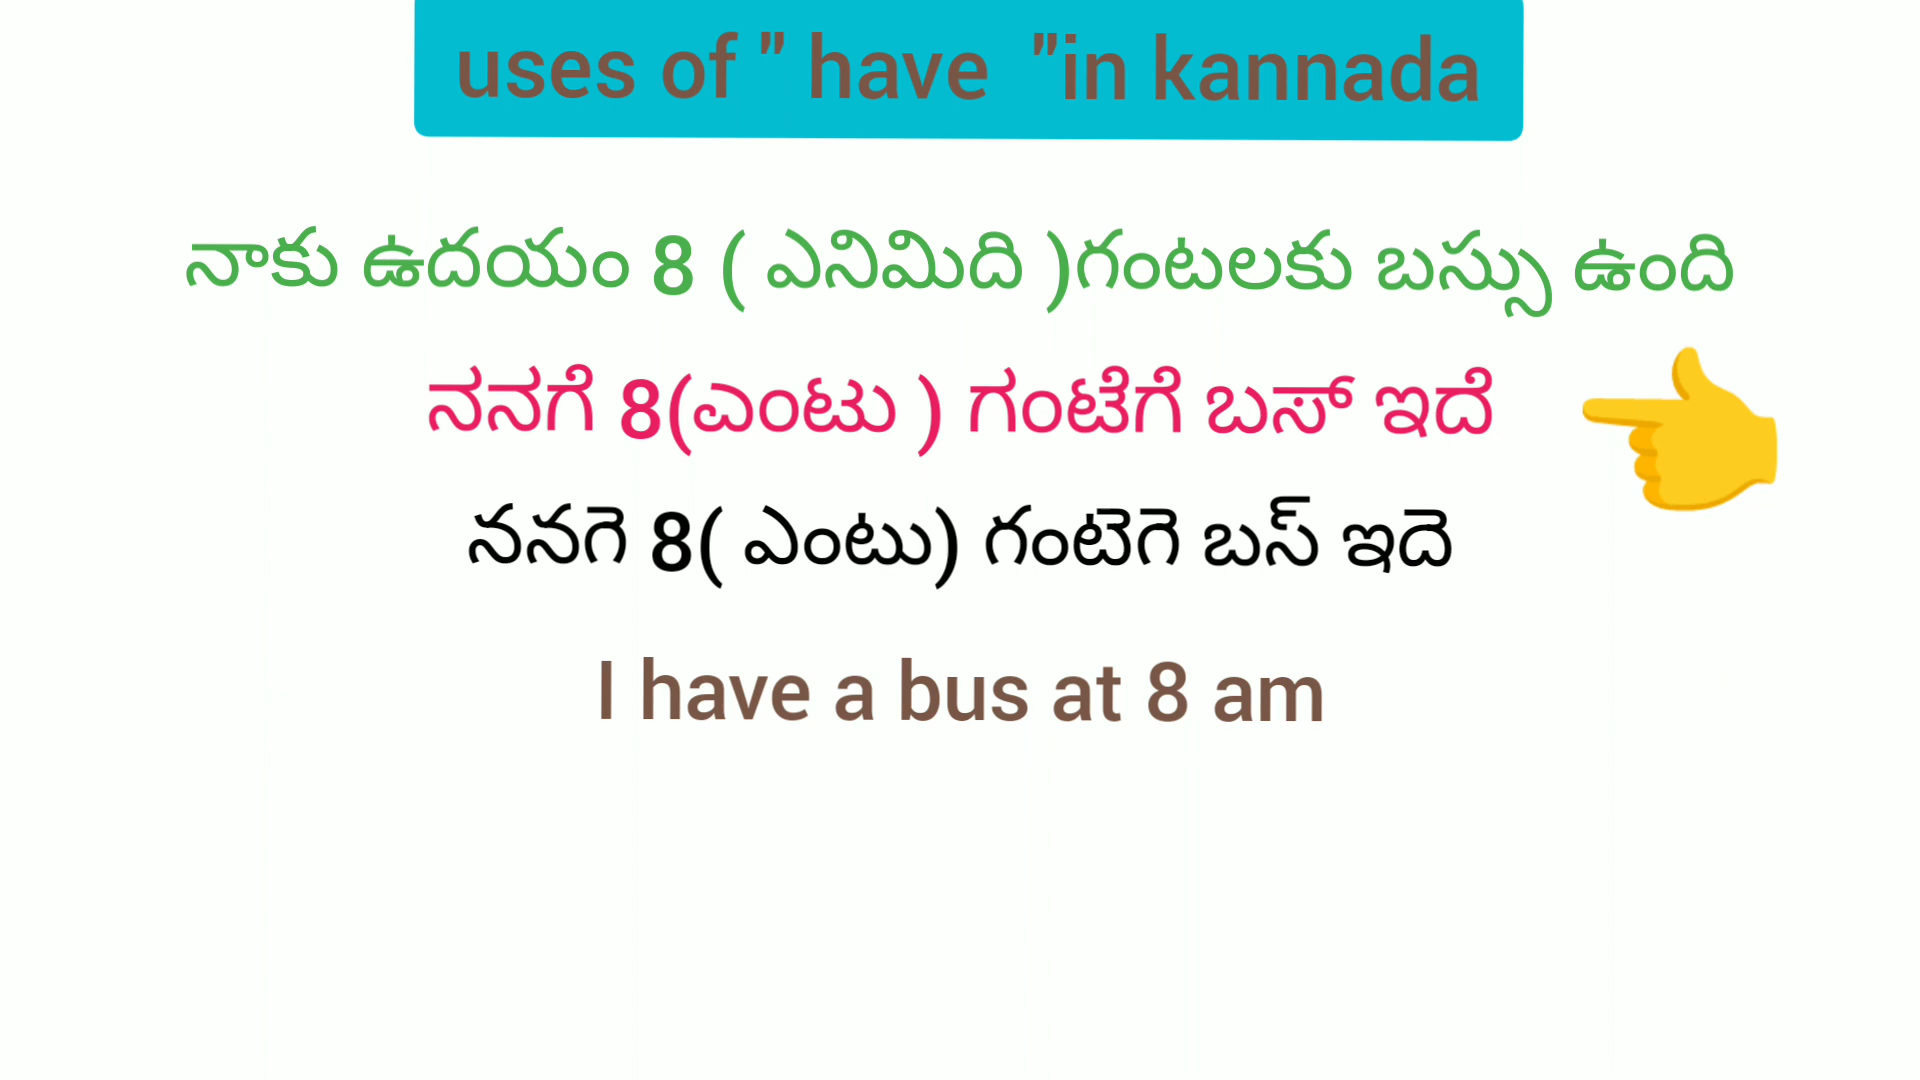 uses of " have  "in kannada
నాకు ఉదయం 8 ( ఎనిమిది )గంటలకు బస్సు ఉంది
ನನಗೆ 8(ಎಂಟು ) ಗಂಟೆಗೆ ಬಸ್ ಇದೆ
ననగె 8( ఎంటు) గంటెగె బస్ ఇదె
I have a bus at 8 am